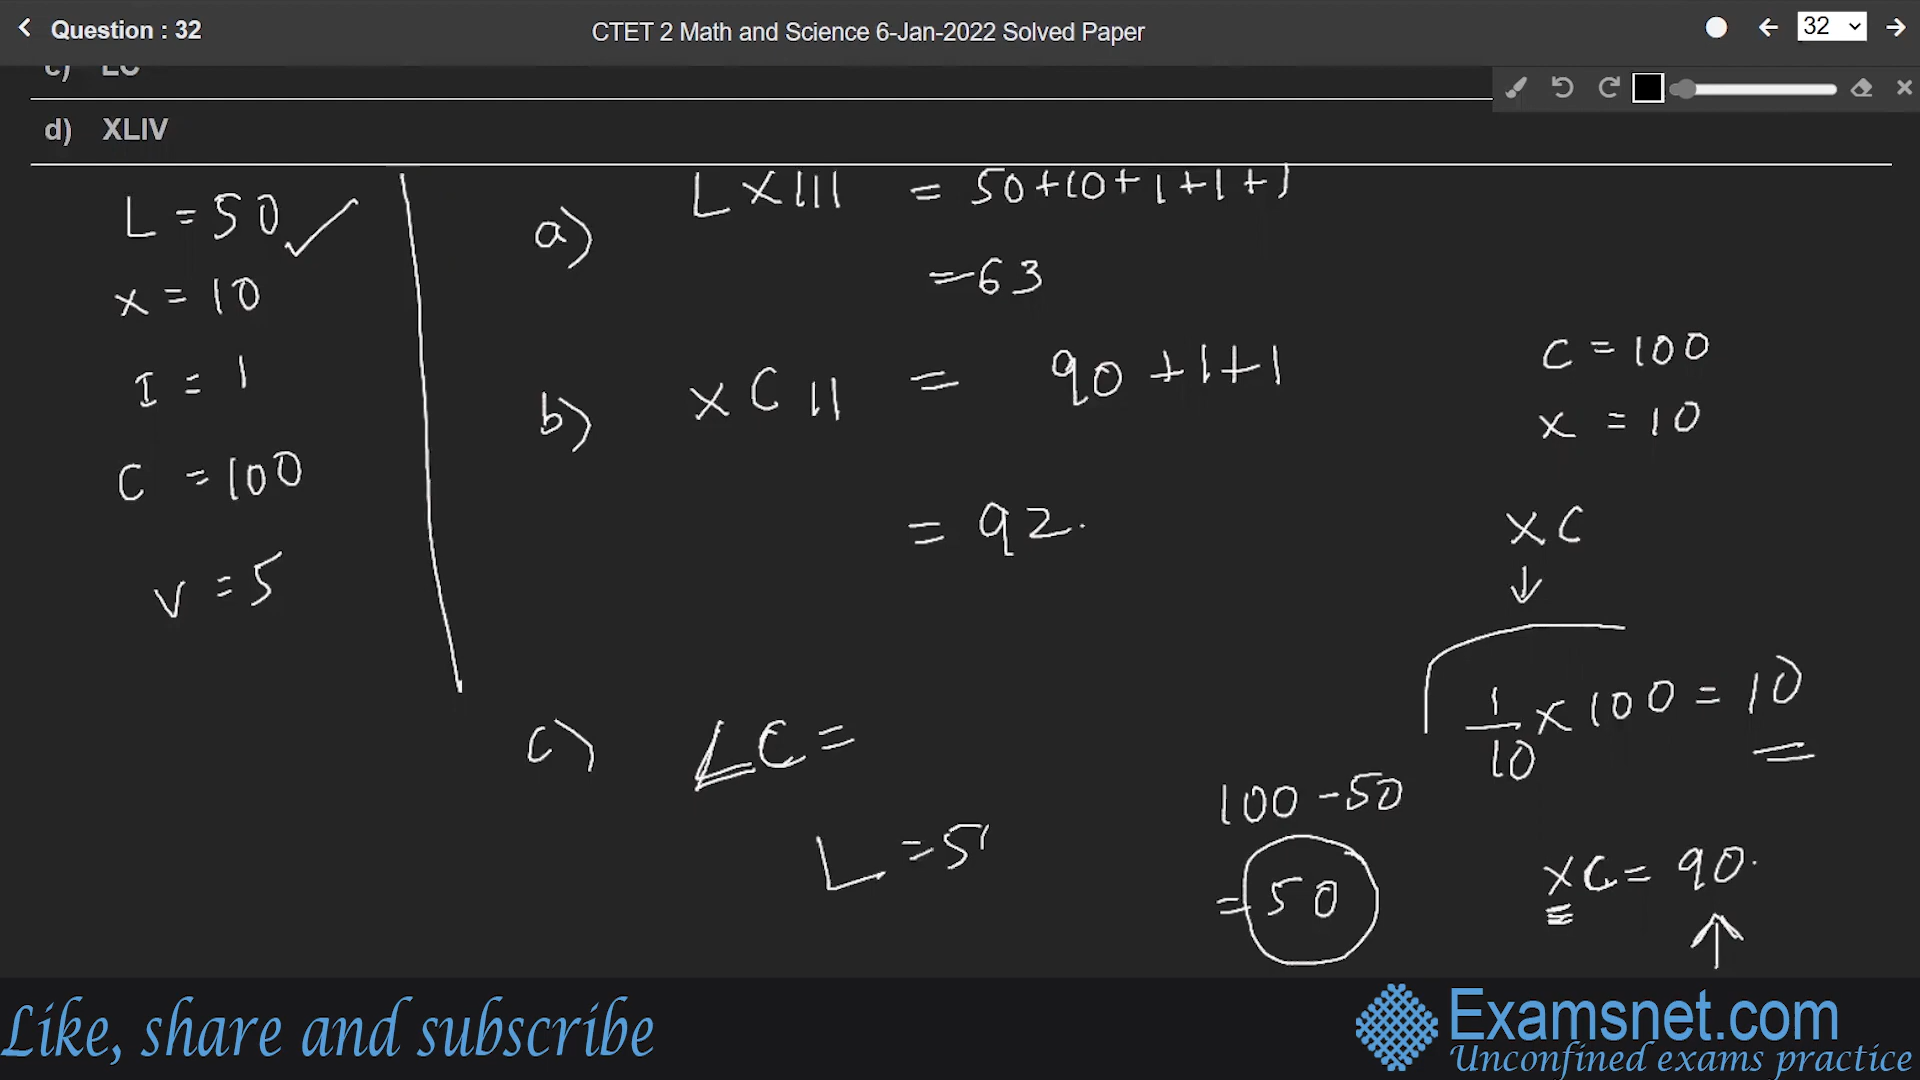 Question : 32
CTET 2 Math and Science 6-Jan-2022 Solved Paper
32
c) LC
d) XLIV
L = 50
x = 10
I = 1
C = 100
V = 5
a) LXIII = 50+10+1+1+1
=63
b) XCII = 90+1+1
= 92.
c) LC =
L = 5
C = 100
X = 10
XC
↓
1/10 x 100 = 10
100 - 50
= 50
XC = 90.
↑
Like, share and subscribe
Examsnet.com
Unconfined exams practice